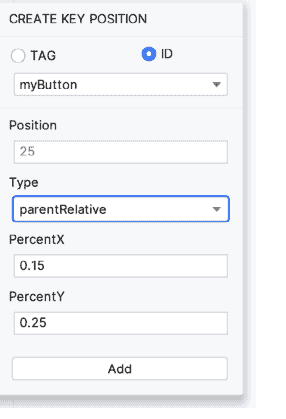 CREATE KEY POSITION
TAG ID
myButton
Position
25
Type
parentRelative
PercentX
0.15
PercentY
0.25
Add